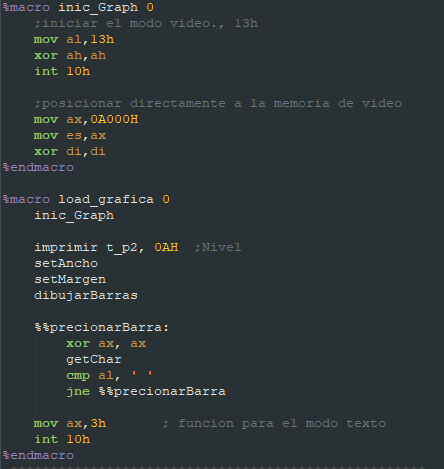 %macro inic_Graph 0
;iniciar el modo video., 13h
mov al,13h
xor ah,ah
int 10h
;posicionar directamente a la memoria de video
mov ax,0A000H
mov es,ax
xor di,di
%endmacro
%macro load_grafica 0
inic_Graph
imprimir t_p2, 0AH ;Nivel
setAncho
setMargen
dibujarBarras
%%precionarBarra:
xor ax, ax
getChar
cmp al, ' '
jne %%precionarBarra
mov ax,3h ; funcion para el modo texto
int 10h
%endmacro